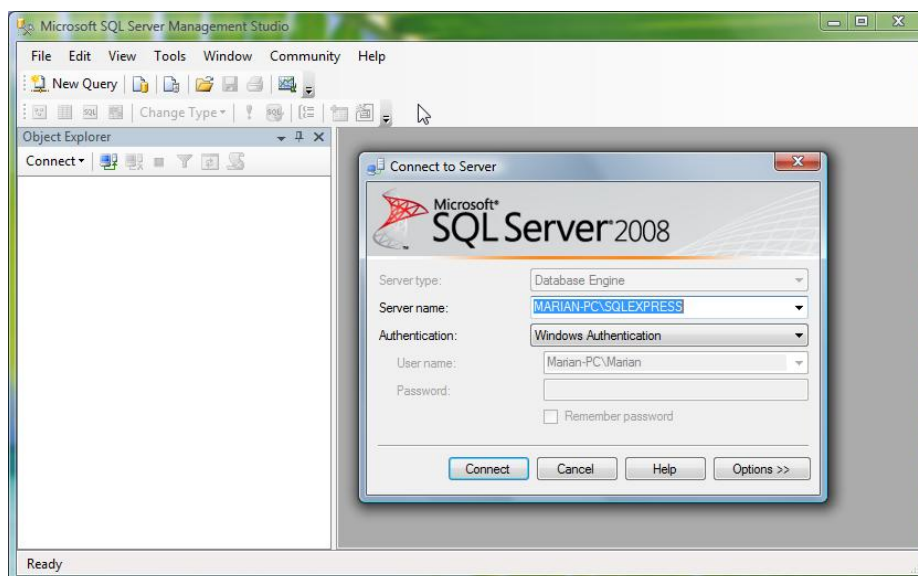 Microsoft SQL Server Management Studio
File Edit View Tools Window Community Help
New Query
Change Type
Object Explorer
Connect
Connect to Server
Microsoft
SQL Server 2008
Server type: Database Engine
Server name: MARIAN-PC\SQLEXPRESS
Authentication: Windows Authentication
User name: Marian-PC\Marian
Password:
Remember password
Connect Cancel Help Options >>
Ready